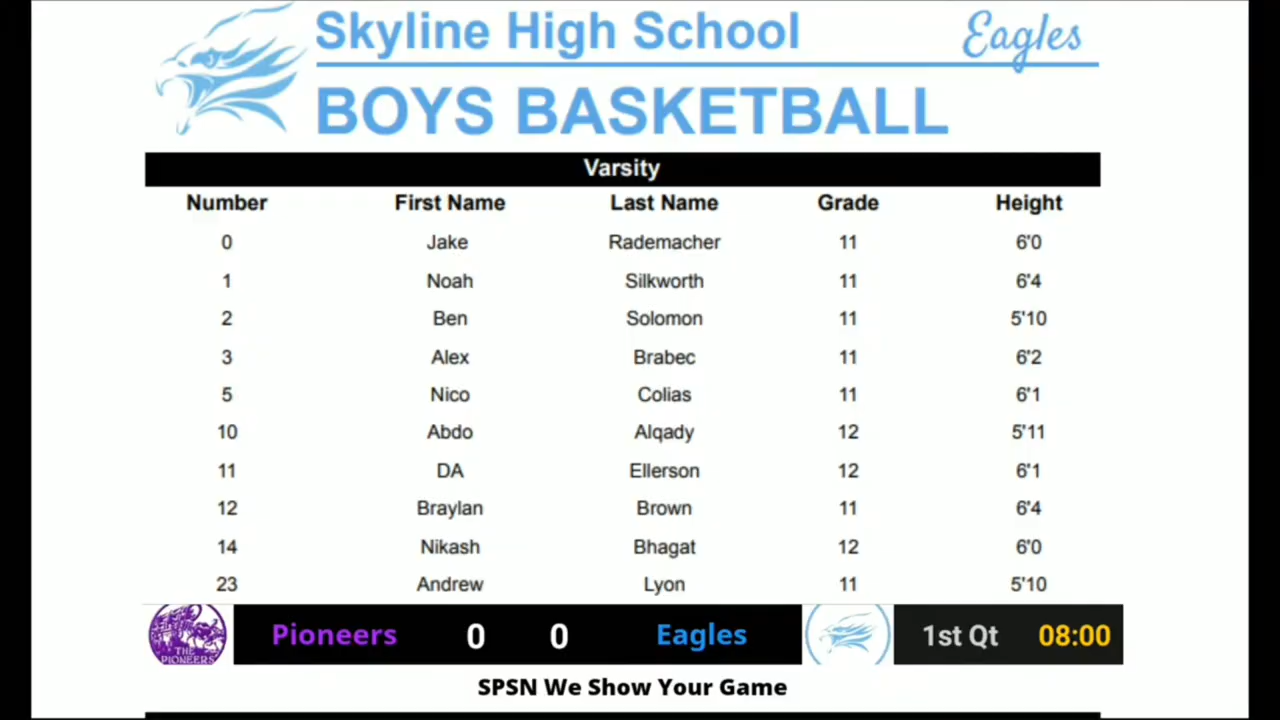 Skyline High School Eagles
BOYS BASKETBALL
Varsity
Number First Name Last Name Grade Height
0 Jake Rademacher 11 6'0
1 Noah Silkworth 11 6'4
2 Ben Solomon 11 5'10
3 Alex Brabec 11 6'2
5 Nico Colias 11 6'1
10 Abdo Alqady 12 5'11
11 DA Ellerson 12 6'1
12 Braylan Brown 11 6'4
14 Nikash Bhagat 12 6'0
23 Andrew Lyon 11 5'10
THE PIONEERS Pioneers 0 0 Eagles 1st Qt 08:00
SPSN We Show Your Game